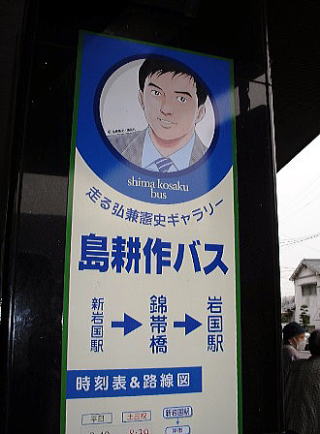 shima kosaku
bus
走る弘兼憲史ギャラリー
島耕作バス
新岩国駅 → 錦帯橋 → 岩国駅
時刻表&路線図
平日 土日祝 新岩国駅